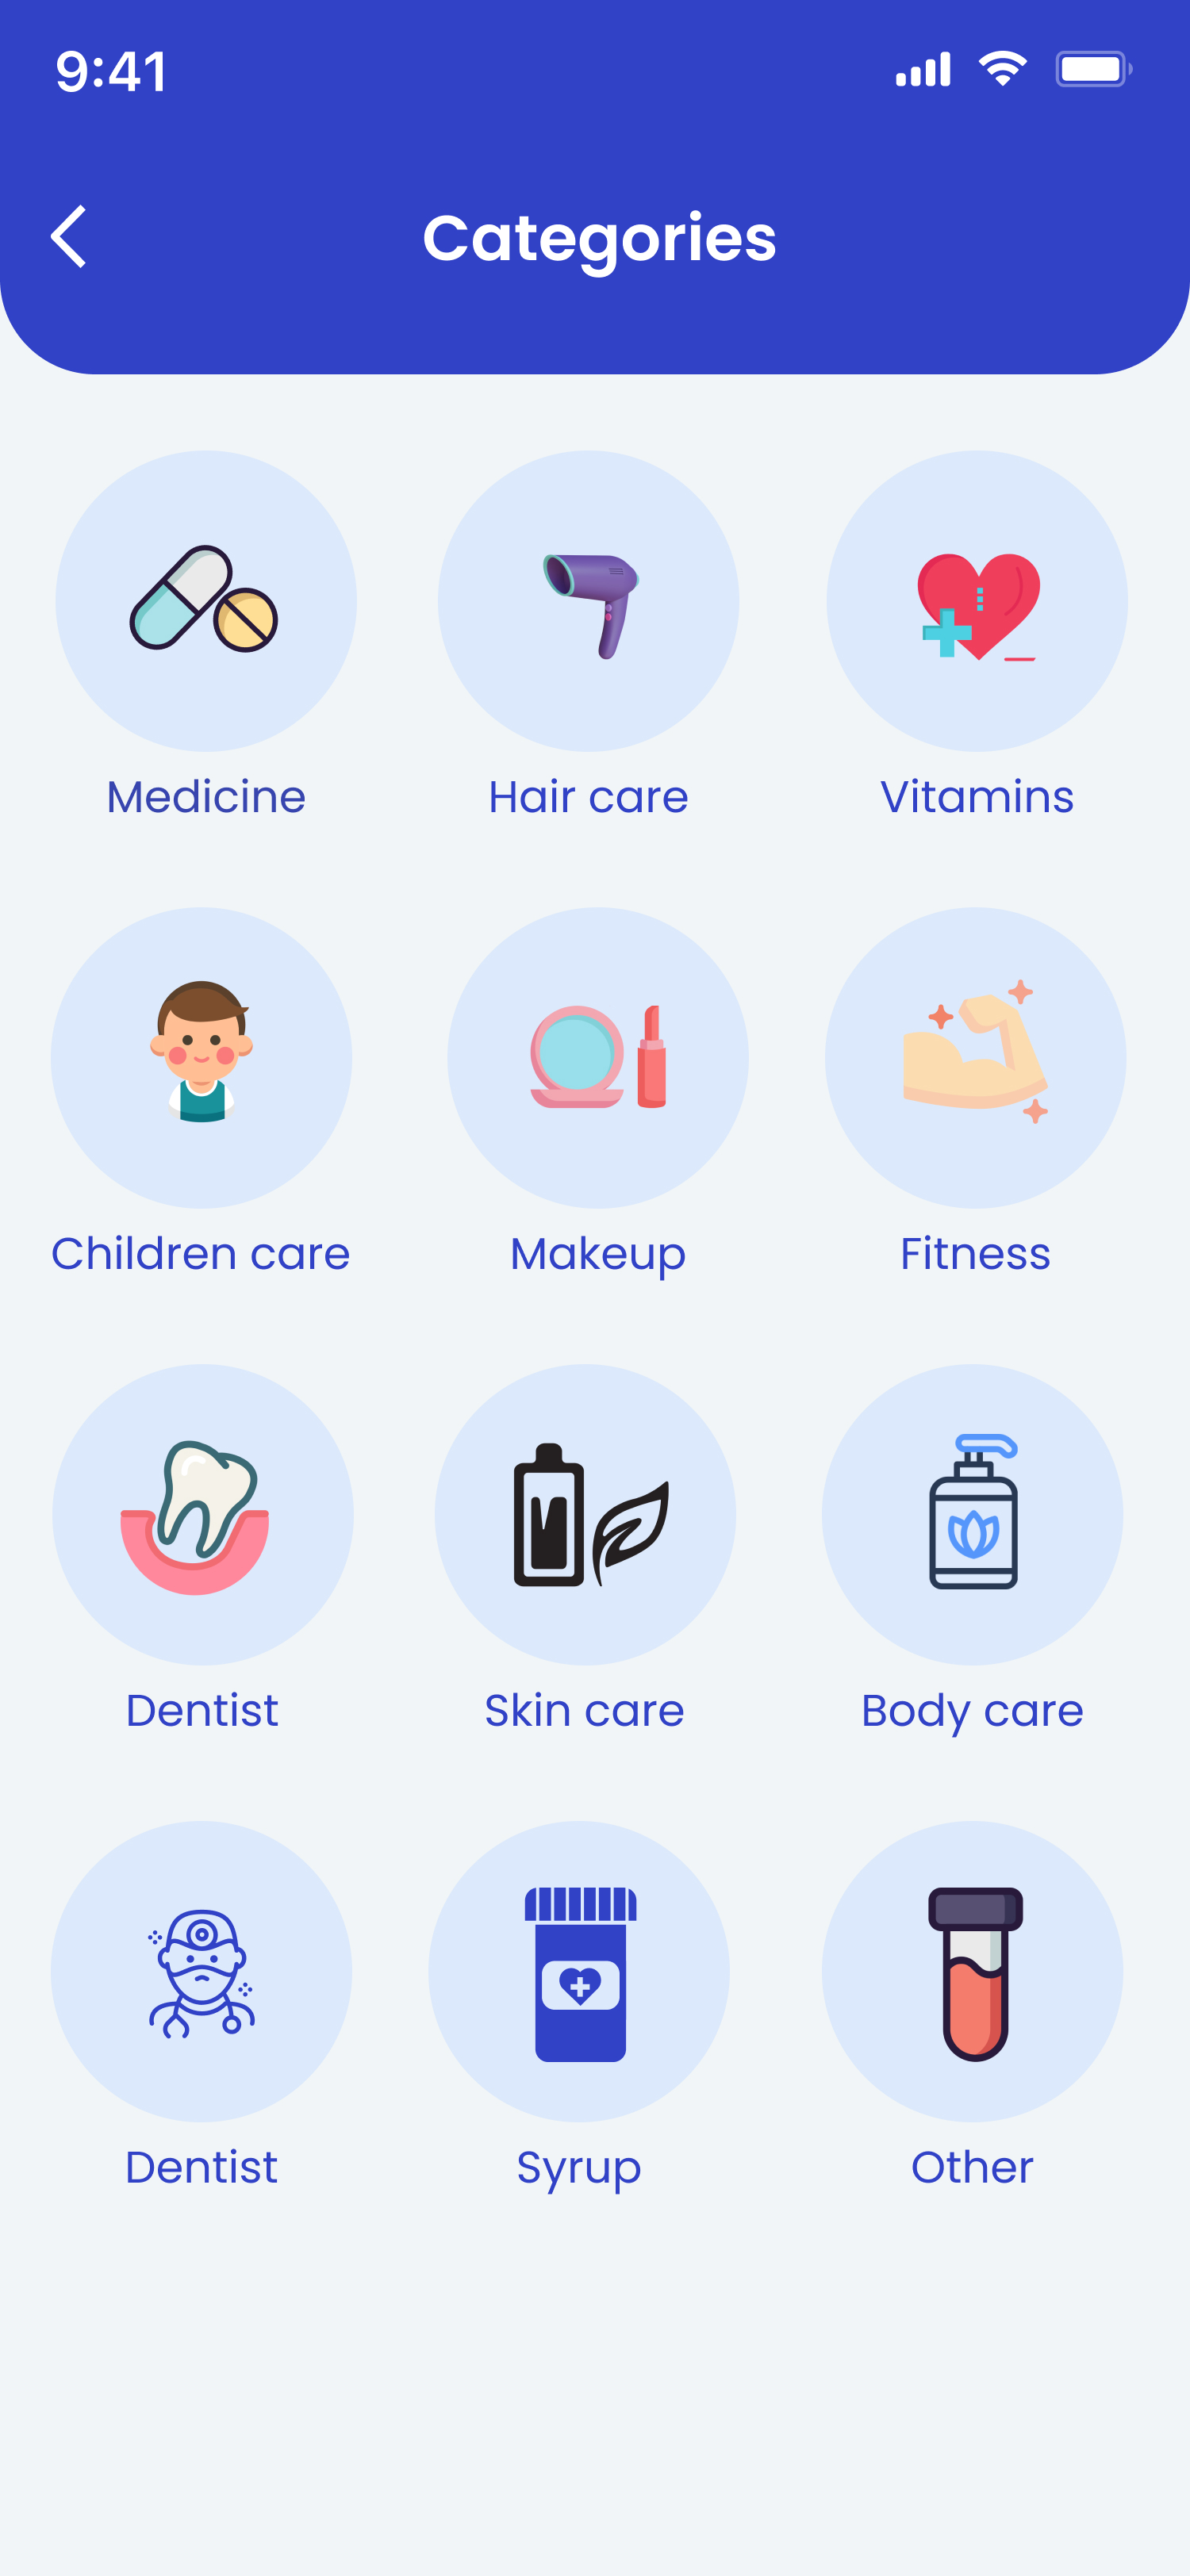 9:41
Categories
Medicine
Hair care
Vitamins
Children care
Makeup
Fitness
Dentist
Skin care
Body care
Dentist
Syrup
Other